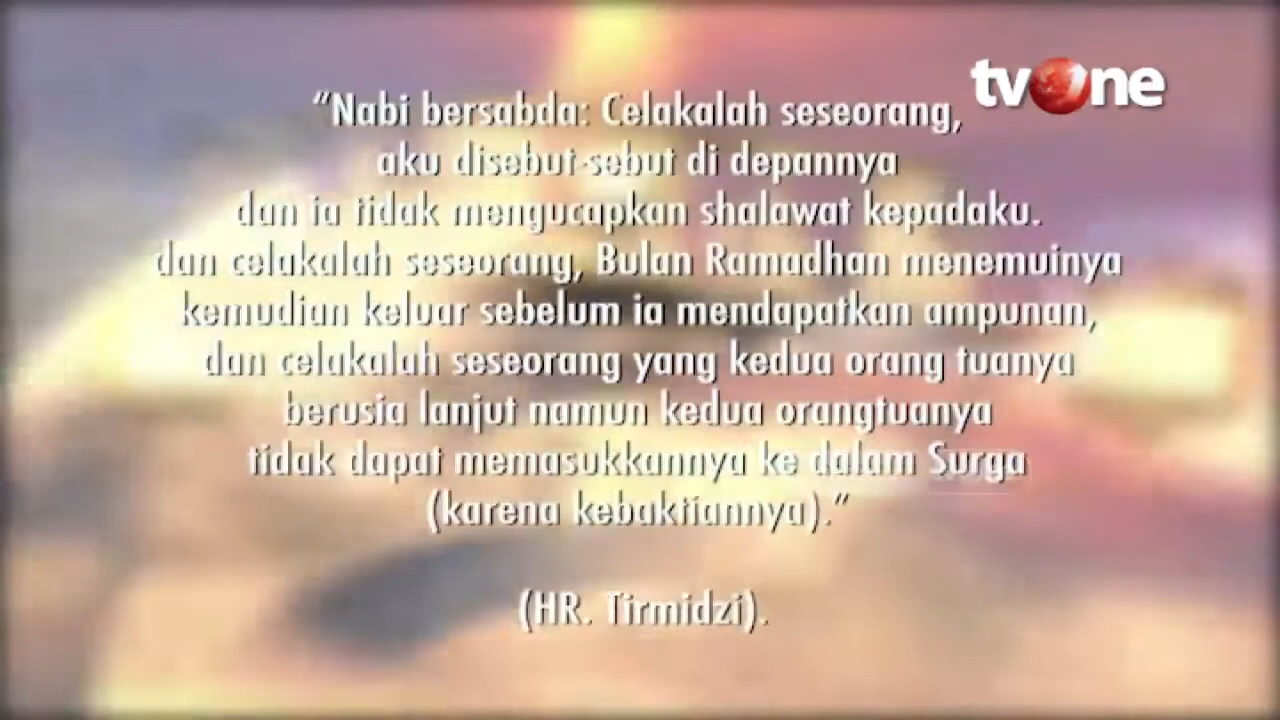 tvOne
“Nabi bersabda: Celakalah seseorang,
aku disebut-sebut di depannya
dan ia tidak mengucapkan shalawat kepadaku.
dan celakalah seseorang, Bulan Ramadhan menemuinya
kemudian keluar sebelum ia mendapatkan ampunan,
dan celakalah seseorang yang kedua orang tuanya
berusia lanjut namun kedua orangtuanya
tidak dapat memasukkannya ke dalam Surga
(karena kebaktiannya).”
(HR. Tirmidzi).